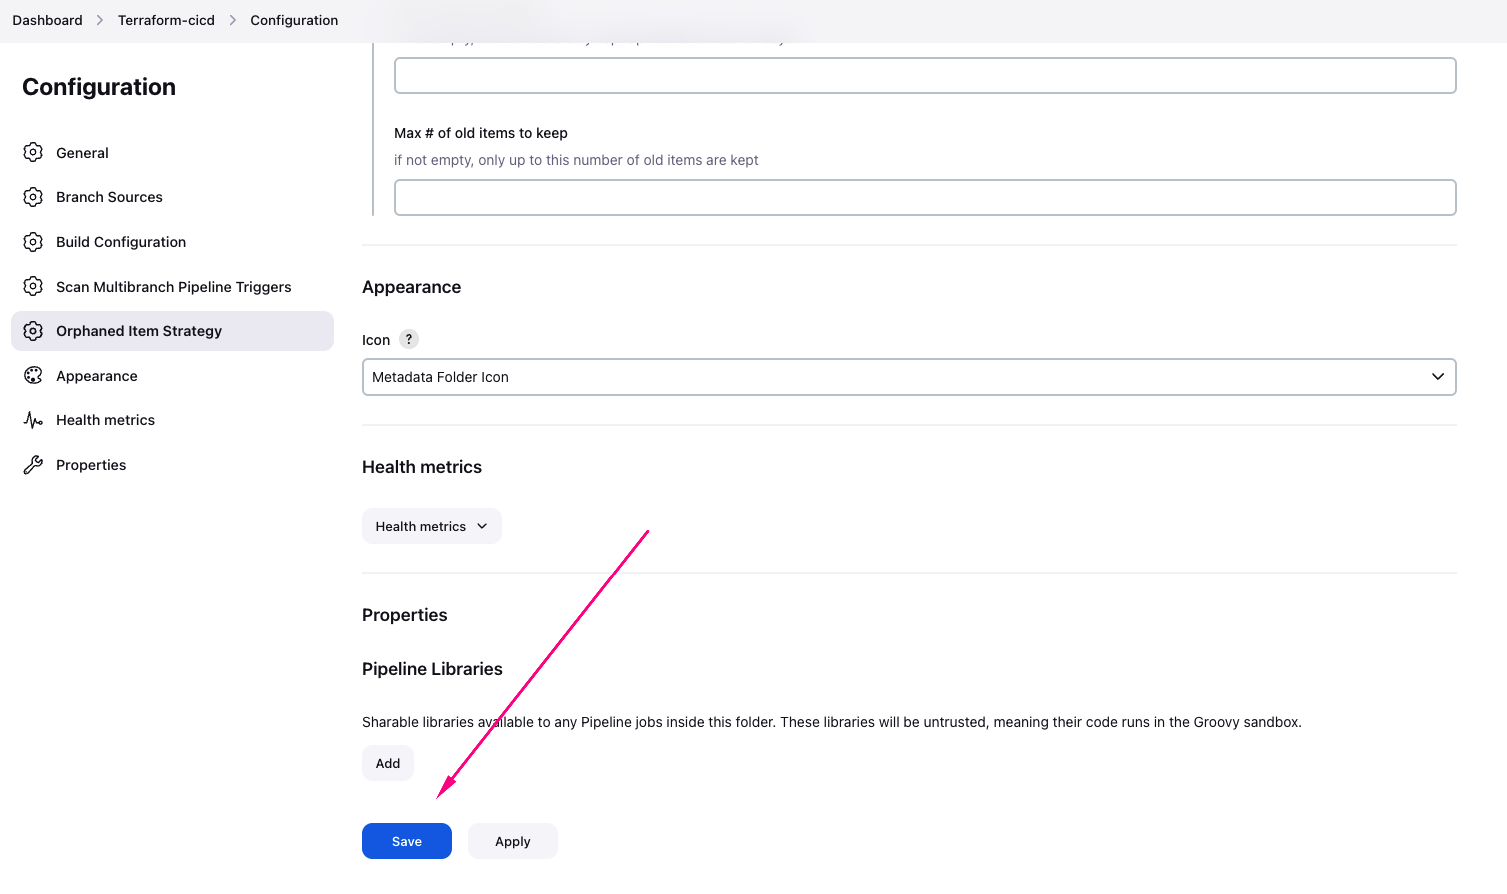 Dashboard > Terraform-cicd > Configuration
Configuration
General
Branch Sources
Build Configuration
Scan Multibranch Pipeline Triggers
Orphaned Item Strategy
Appearance
Health metrics
Properties
Max # of old items to keep
if not empty, only up to this number of old items are kept
Appearance
Icon ?
Metadata Folder Icon
Health metrics
Health metrics
Properties
Pipeline Libraries
Sharable libraries available to any Pipeline jobs inside this folder. These libraries will be untrusted, meaning their code runs in the Groovy sandbox.
Add
Save Apply